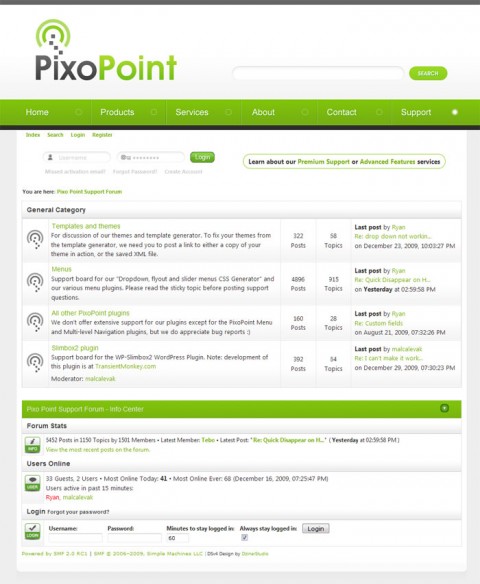 PixoPoint
SEARCH
Home Products Services About Contact Support
Index Search Login Register
Username Login
Missed activation email? Forgot Password? Create Account
Learn about our Premium Support or Advanced Features services
You are here: Pixo Point Support Forum
General Category
Templates and themes
For discussion of our themes and template generator. To fix your themes from
the template generator, we need you to post a link to either a copy of your
theme in action, or the saved XML file.
322
Posts
58
Topics
Last post by Ryan
Re: drop down not workin...
on December 23, 2009, 10:03:27 PM
Menus
Support board for our "Dropdown, flyout and slider menus CSS Generator" and
our various menu plugins. Please read the sticky topic before posting support
questions.
4896
Posts
915
Topics
Last post by Ryan
Re: Quick Disappear on H...
on Yesterday at 02:59:58 PM
All other PixoPoint plugins
We don't offer extensive support for our plugins except for the PixoPoint Menu
and Multi-level Navigation plugins, but we do appreciate bug reports :)
160
Posts
28
Topics
Last post by Ryan
Re: Custom fields
on August 21, 2009, 07:32:26 PM
Slimbox2 plugin
Support board for the WP-Slimbox2 WordPress Plugin. Note: development of
this plugin is at TransientMonkey.com
Moderator: malcalevak
392
Posts
84
Topics
Last post by malcalevak
Re: I can't make it work...
on December 29, 2009, 07:30:23 PM
Pixo Point Support Forum - Info Center
Forum Stats
INFO
5452 Posts in 1150 Topics by 1501 Members • Latest Member: Tebo • Latest Post: "Re: Quick Disappear on H..." ( Yesterday at 02:59:58 PM )
View the most recent posts on the forum.
Users Online
USER
33 Guests, 2 Users • Most Online Today: 41 • Most Online Ever: 68 (December 16, 2009, 07:25:47 PM)
Users active in past 15 minutes:
Ryan, malcalevak
Login Forgot your password?
LOGIN
Username: Password: Minutes to stay logged in: Always stay logged in: Login
60
Powered by SMF 2.0 RC1 | SMF © 2006–2009, Simple Machines LLC | Dilo4 Design by